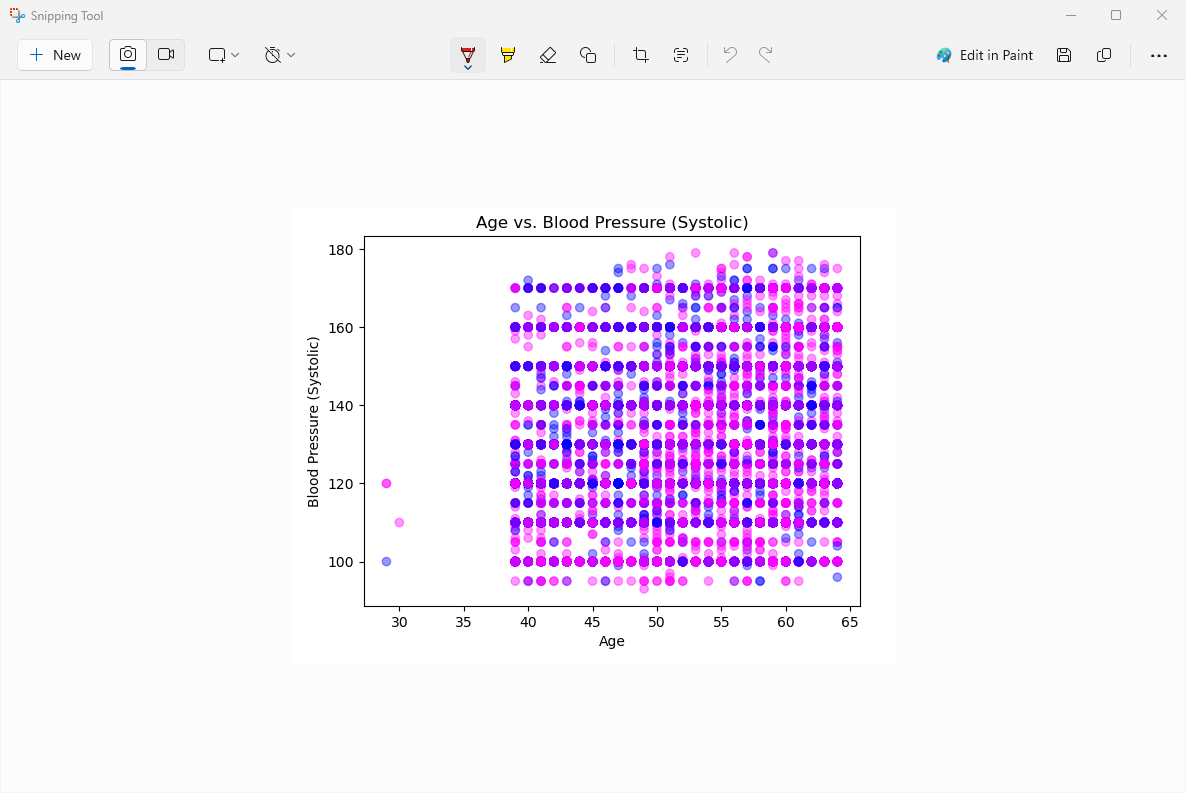 Snipping Tool
New
Edit in Paint
Age vs. Blood Pressure (Systolic)
Blood Pressure (Systolic)
180
160
140
120
100
30 35 40 45 50 55 60 65
Age